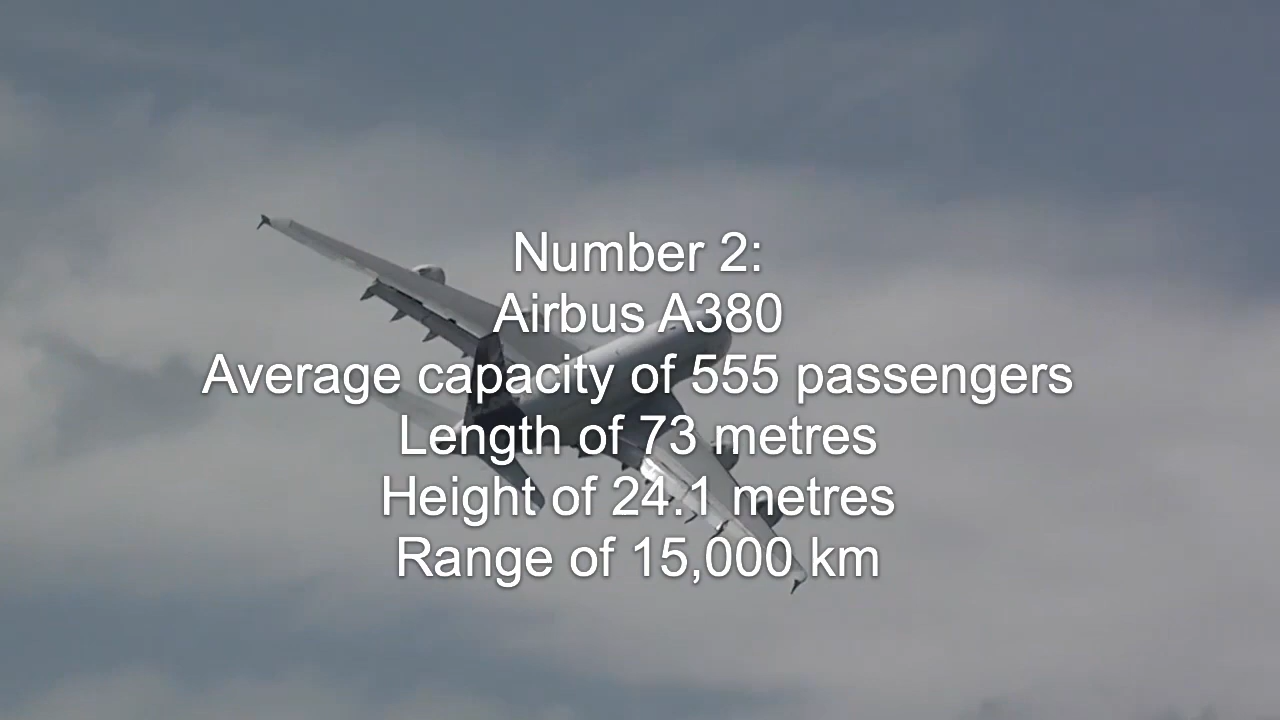 Number 2:
Airbus A380
Average capacity of 555 passengers
Length of 73 metres
Height of 24.1 metres
Range of 15,000 km